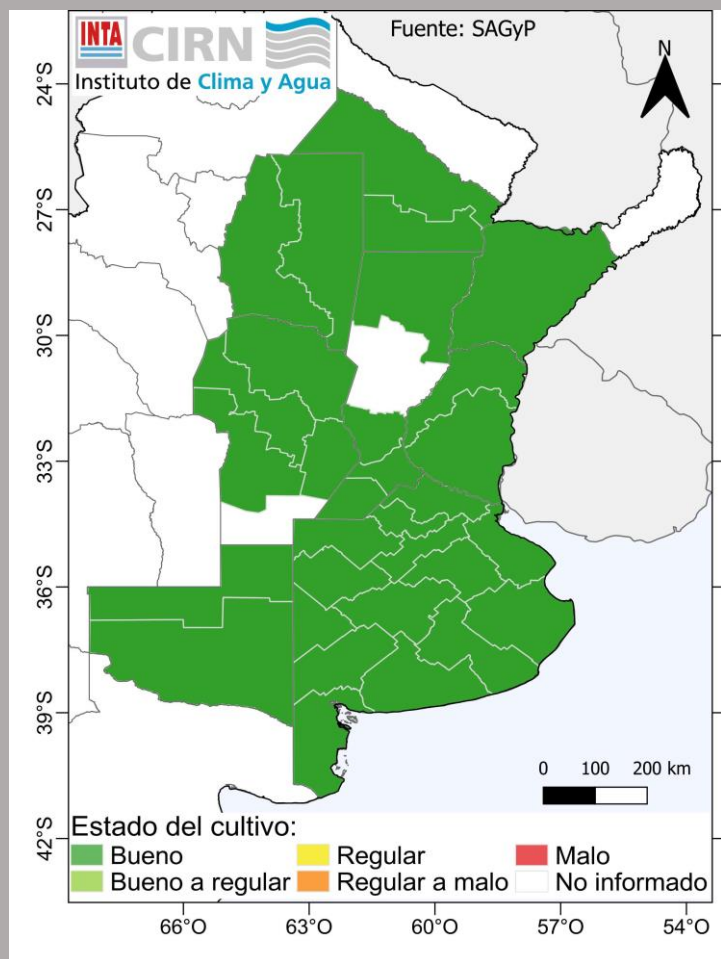 INTA CIRN
Instituto de Clima y Agua
Fuente: SAGyP
N
24°S
27°S
30°S
33°S
36°S
39°S
42°S
0 100 200 km
Estado del cultivo:
Bueno Regular Malo
Bueno a regular Regular a malo No informado
66°O 63°O 60°O 57°O 54°O